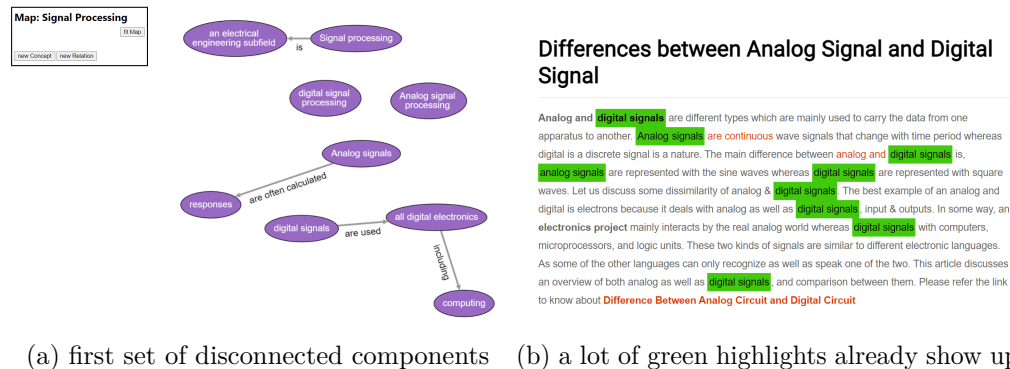 Map: Signal Processing
fit Map
new Concept
new Relation
an electrical
engineering subfield
is
Signal processing
digital signal
processing
Analog signal
processing
Analog signals
are often calculated
responses
digital signals
are used
all digital electronics
including
computing
Differences between Analog Signal and Digital
Signal
Analog and digital signals are different types which are mainly used to carry the data from one
apparatus to another. Analog signals are continuous wave signals that change with time period whereas
digital is a discrete signal is a nature. The main difference between analog and digital signals is,
analog signals are represented with the sine waves whereas digital signals are represented with square
waves. Let us discuss some dissimilarity of analog & digital signals. The best example of an analog and
digital is electrons because it deals with analog as well as digital signals, input & outputs. In some way, an
electronics project mainly interacts by the real analog world whereas digital signals with computers,
microprocessors, and logic units. These two kinds of signals are similar to different electronic languages.
As some of the other languages can only recognize as well as speak one of the two. This article discusses
an overview of both analog as well as digital signals, and comparison between them. Please refer the link
to know about Difference Between Analog Circuit and Digital Circuit
(a) first set of disconnected components
(b) a lot of green highlights already show up